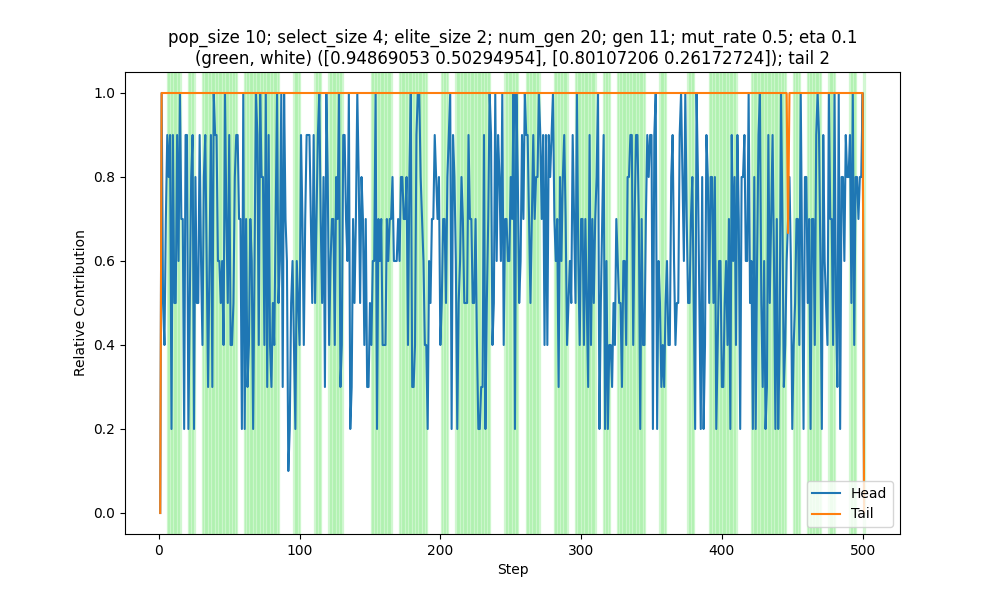 pop_size 10; select_size 4; elite_size 2; num_gen 20; gen 11; mut_rate 0.5; eta 0.1
(green, white) ([0.94869053 0.50294954], [0.80107206 0.26172724]); tail 2
1.0
0.8
0.6
0.4
0.2
0.0
Relative Contribution
0
100
200
300
400
500
Step
Head
Tail